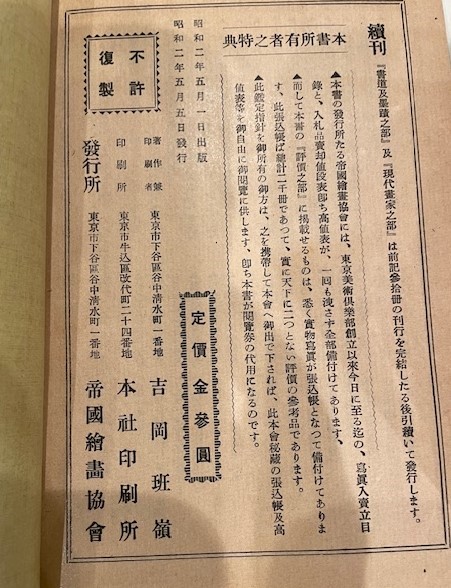 續刊『書道及墨蹟之部』及『現代畫家之部』は前記參拾册の刊行を完結したる後引續いて發行します。
本書所有者之特典
▲本書の發行所たる帝國繪畫協會には、東京美術俱樂部創立以來今日に至る迄の、寫眞入賣立目
錄と、入札品賣却値段表卽ち高値表が、一回も洩さず全部備付けてあります、
▲而して本書の『評價之部』に掲載せるものは、悉く實物寫眞が張込帳となつて備付けてありま
す、此張込帳は總計二千册であつて、實に天下に二つとない評價の參考品であります。
▲此鑑定指針を御所有の御方は、之を携帶して本會へ御出で下されば、此本會秘藏の張込帳及高
値表等を御自由に御閲覽に供します、卽ち本書が閲覽券の代用になるのです。
昭和二年五月一日出版
昭和二年五月五日發行
不許
復製
定價金參圓
著作兼
印刷者 東京市下谷區谷中淸水町一番地 吉岡班嶺
印刷所 東京市牛込區改代町二十四番地 本社印刷所
發行所 東京市下谷區谷中淸水町一番地 帝國繪畫協會